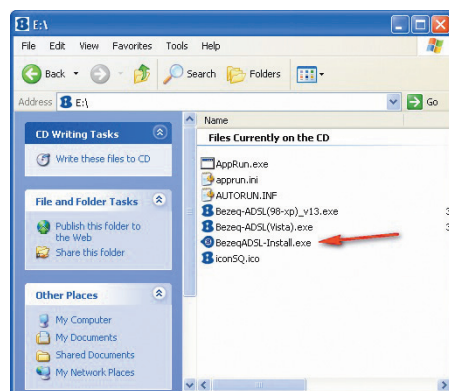 E:\
File Edit View Favorites Tools Help
Back Search Folders
Address E:\ Go
CD Writing Tasks
Write these files to CD
File and Folder Tasks
Publish this folder to
the Web
Share this folder
Other Places
My Computer
My Documents
Shared Documents
My Network Places
Name
Files Currently on the CD
AppRun.exe
apprun.ini
AUTORUN.INF
Bezeq-ADSL(98-xp)_v13.exe
Bezeq-ADSL(Vista).exe
BezeqADSL-Install.exe
iconSQ.ico